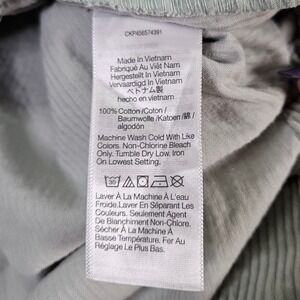 CKP456574391
Made In Vietnam
Fabriqué Au Viêt Nam
Hergestellt In Vietnam
Vervaardigd In Vietnam
ベトナム製
hecho en vietnam
100% Cotton /Coton /
Baumwolle /Katoen / 綿 /
algodón
Machine Wash Cold With Like
Colors. Non-Chlorine Bleach
Only. Tumble Dry Low. Iron
On Lowest Setting.
Laver À La Machine À L'eau
Froide. Laver En Séparant Les
Couleurs. Seulement Agent
De Blanchiment Non-Chlore.
Sécher À La Machine À
Basse Température. Fer Au
Réglage Le Plus Bas.